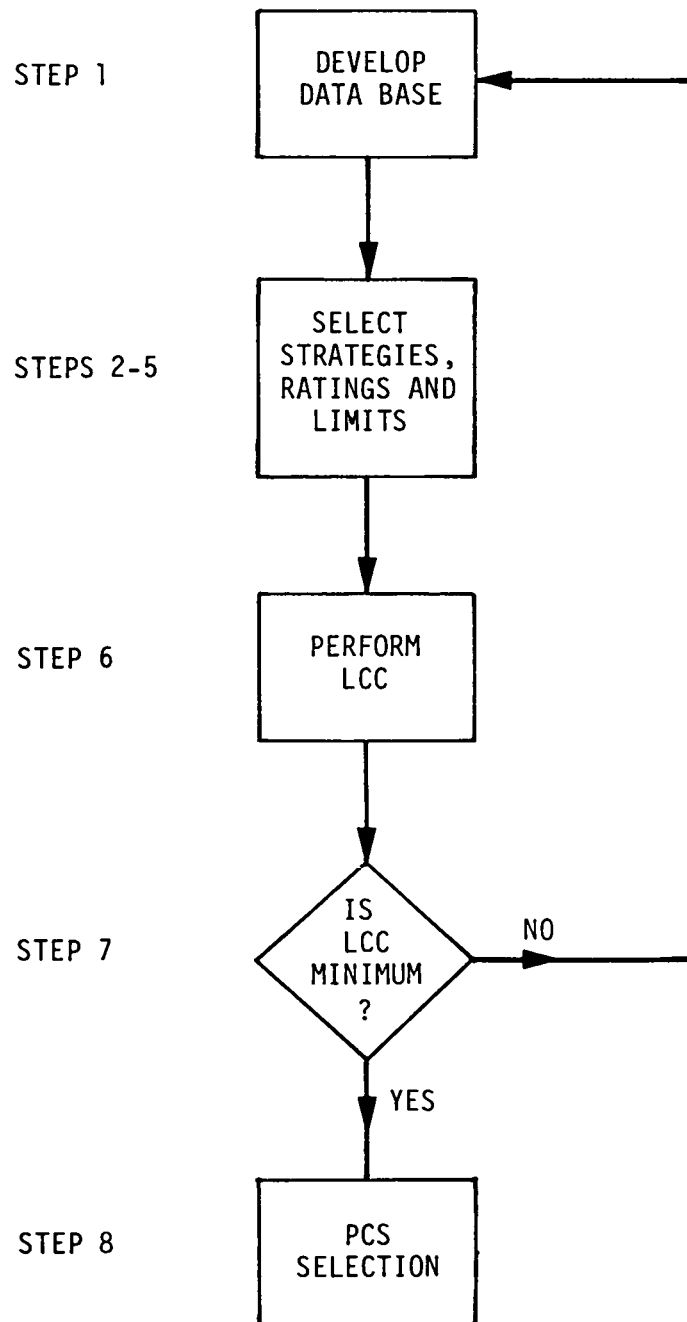 STEP 1
DEVELOP
DATA BASE
STEPS 2-5
SELECT
STRATEGIES,
RATINGS AND
LIMITS
STEP 6
PERFORM
LCC
STEP 7
IS
LCC
MINIMUM
?
NO
YES
STEP 8
PCS
SELECTION